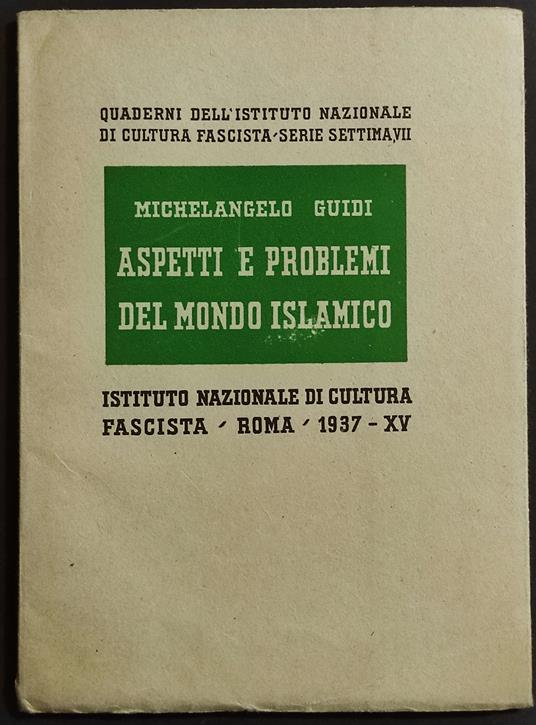 QUADERNI DELL'ISTITUTO NAZIONALE
DI CULTURA FASCISTA-SERIE SETTIMA,VII
MICHELANGELO GUIDI
ASPETTI E PROBLEMI
DEL MONDO ISLAMICO
ISTITUTO NAZIONALE DI CULTURA
FASCISTA ' ROMA ' 1937 - XV